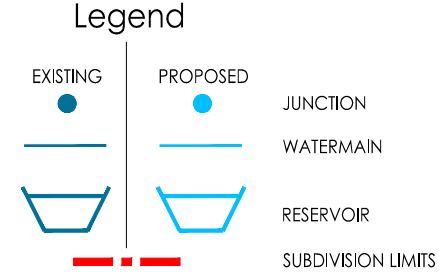 Legend
EXISTING PROPOSED
JUNCTION
WATERMAIN
RESERVOIR
SUBDIVISION LIMITS